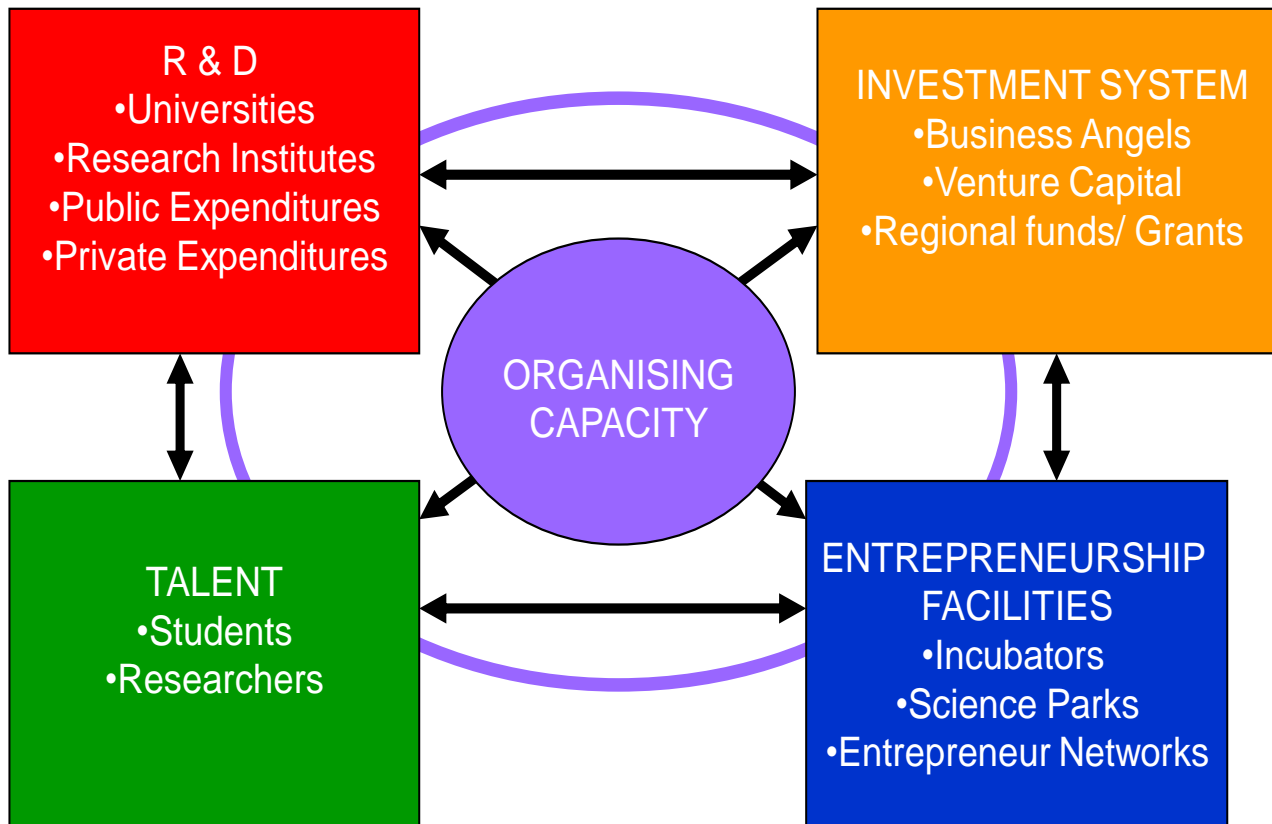 R & D
•Universities
•Research Institutes
•Public Expenditures
•Private Expenditures
INVESTMENT SYSTEM
•Business Angels
•Venture Capital
•Regional funds/ Grants
ORGANISING
CAPACITY
TALENT
•Students
•Researchers
ENTREPRENEURSHIP
FACILITIES
•Incubators
•Science Parks
•Entrepreneur Networks